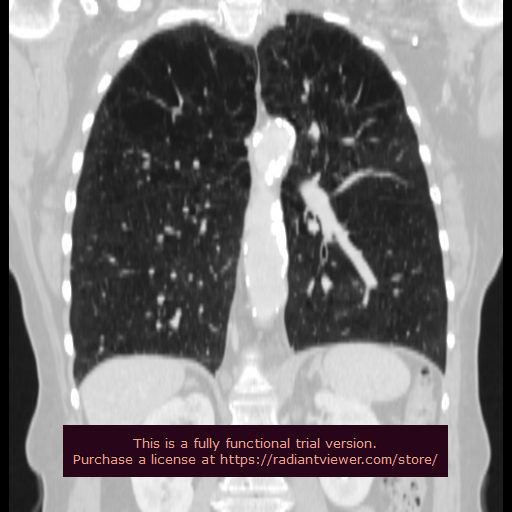 This is a fully functional trial version.
Purchase a license at https://radiantviewer.com/store/